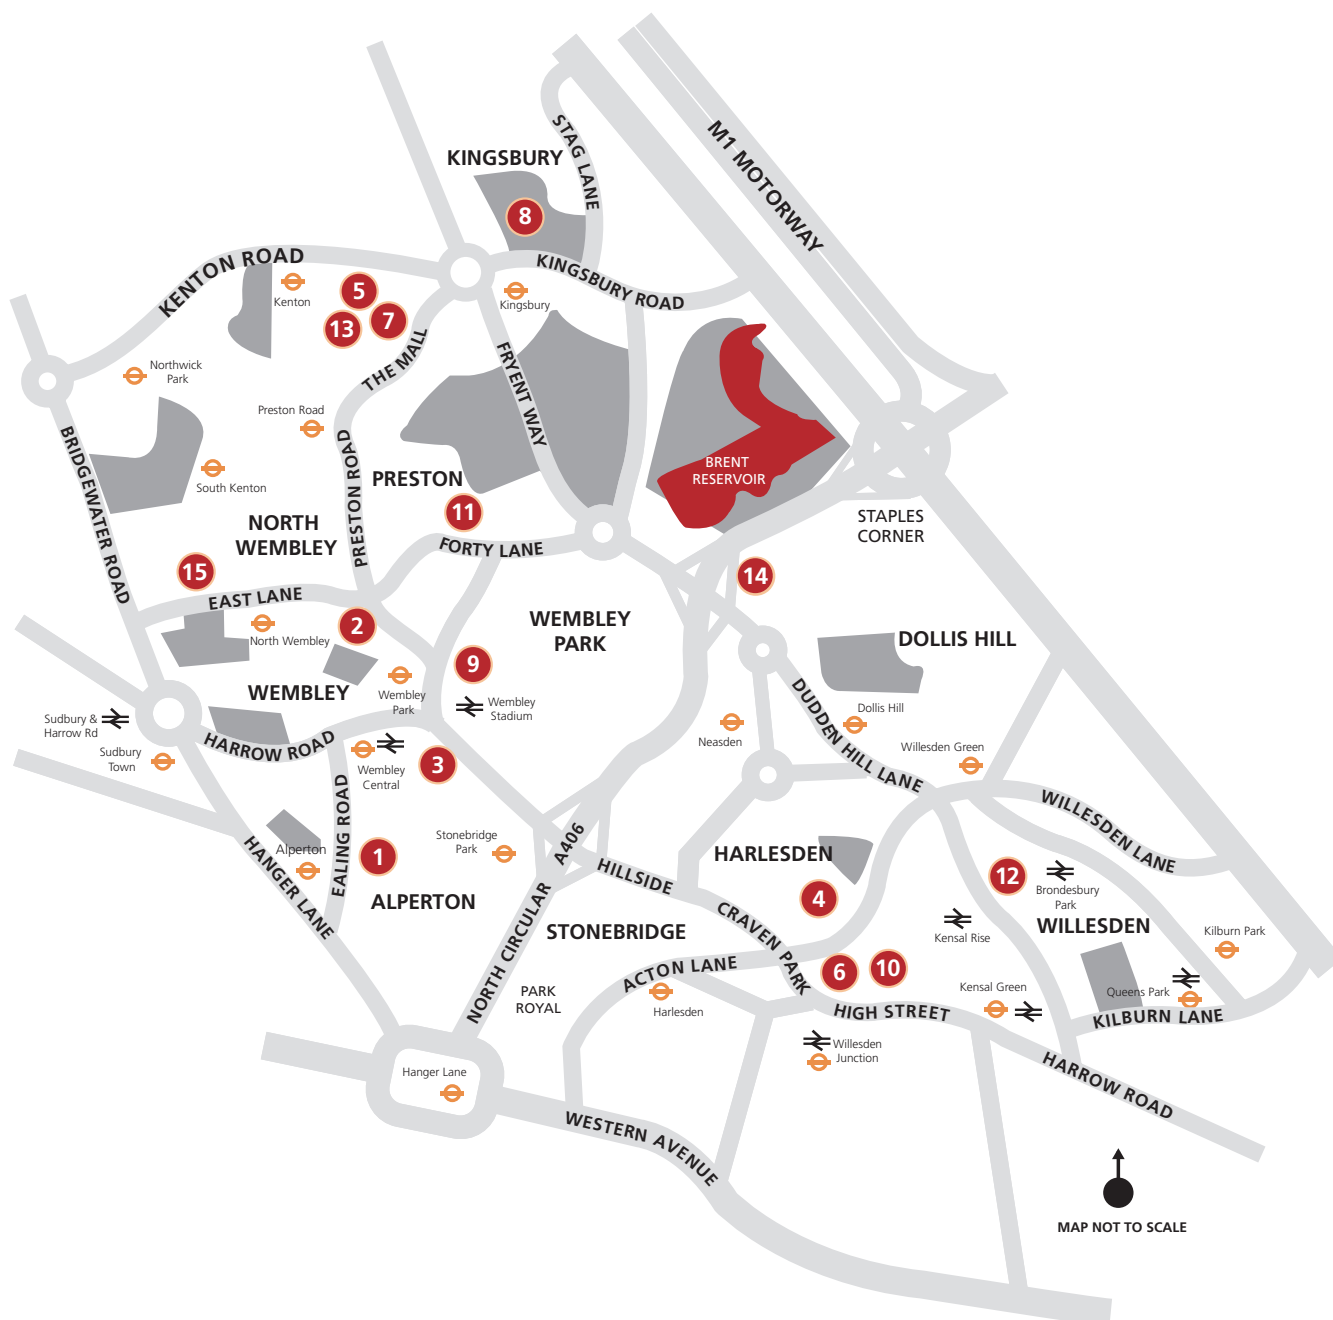 M1 MOTORWAY
STAG LANE
KINGSBURY
8
KENTON ROAD
KINGSBURY ROAD
Kenton
5
Kingsbury
7
13
THE MALL
FRYENT WAY
Northwick
Park
Preston Road
BRIDGEWATER ROAD
South Kenton
PRESTON ROAD
PRESTON
BRENT
RESERVOIR
11
NORTH
WEMBLEY
FORTY LANE
STAPLES
CORNER
15
14
EAST LANE
North Wembley
2
WEMBLEY
PARK
DOLLIS HILL
9
WEMBLEY
Wembley
Park
Wembley
Stadium
DUDDEN HILL LANE
Dollis Hill
Sudbury &
Harrow Rd
Sudbury
Town
HARROW ROAD
Neasden
Willesden Green
Wembley
Central
3
EALING ROAD
WILLESDEN LANE
HANGER LANE
Alperton
1
Stonebridge
Park
A406
HILLSIDE
HARLESDEN
12
Brondesbury
Park
4
ALPERTON
NORTH CIRCULAR
STONEBRIDGE
CRAVEN PARK
Kensal Rise
WILLESDEN
Kilburn Park
ACTON LANE
6
10
PARK
ROYAL
Harlesden
HIGH STREET
Kensal Green
Queens Park
KILBURN LANE
Willesden
Junction
HARROW ROAD
Hanger Lane
WESTERN AVENUE
MAP NOT TO SCALE